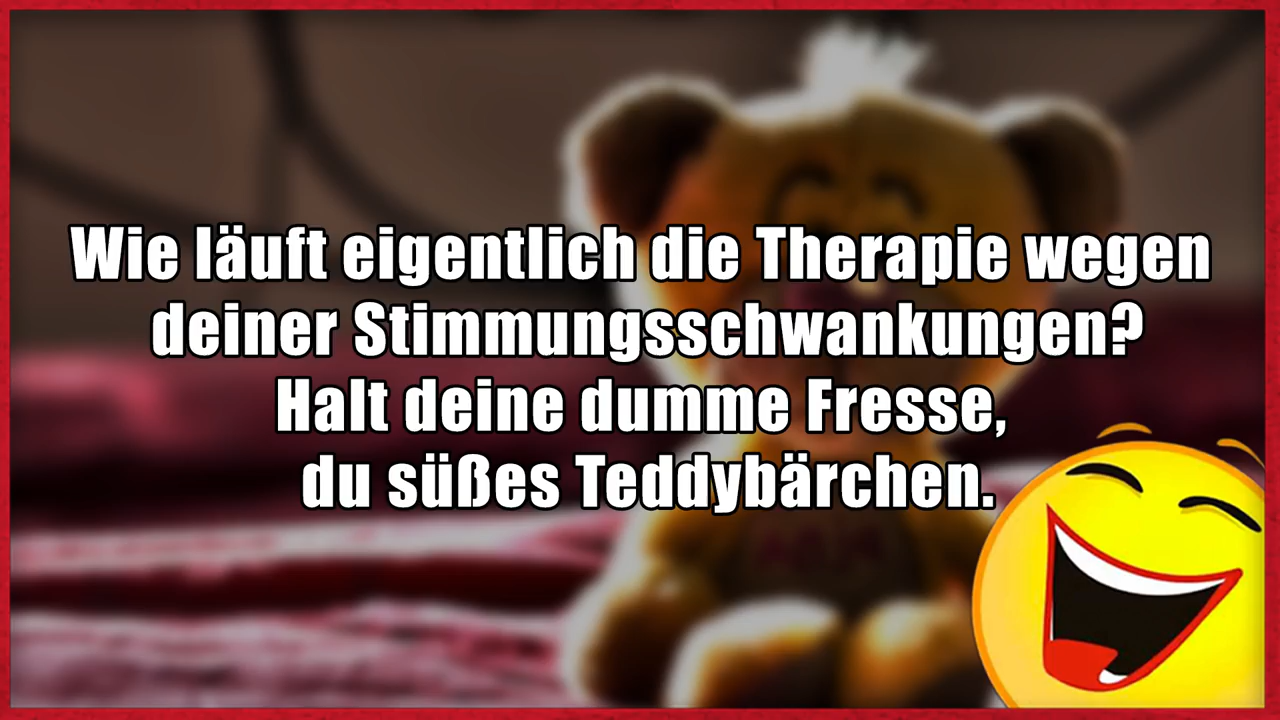 Wie läuft eigentlich die Therapie wegen
deiner Stimmungsschwankungen?
Halt deine dumme Fresse,
du süßes Teddybärchen.